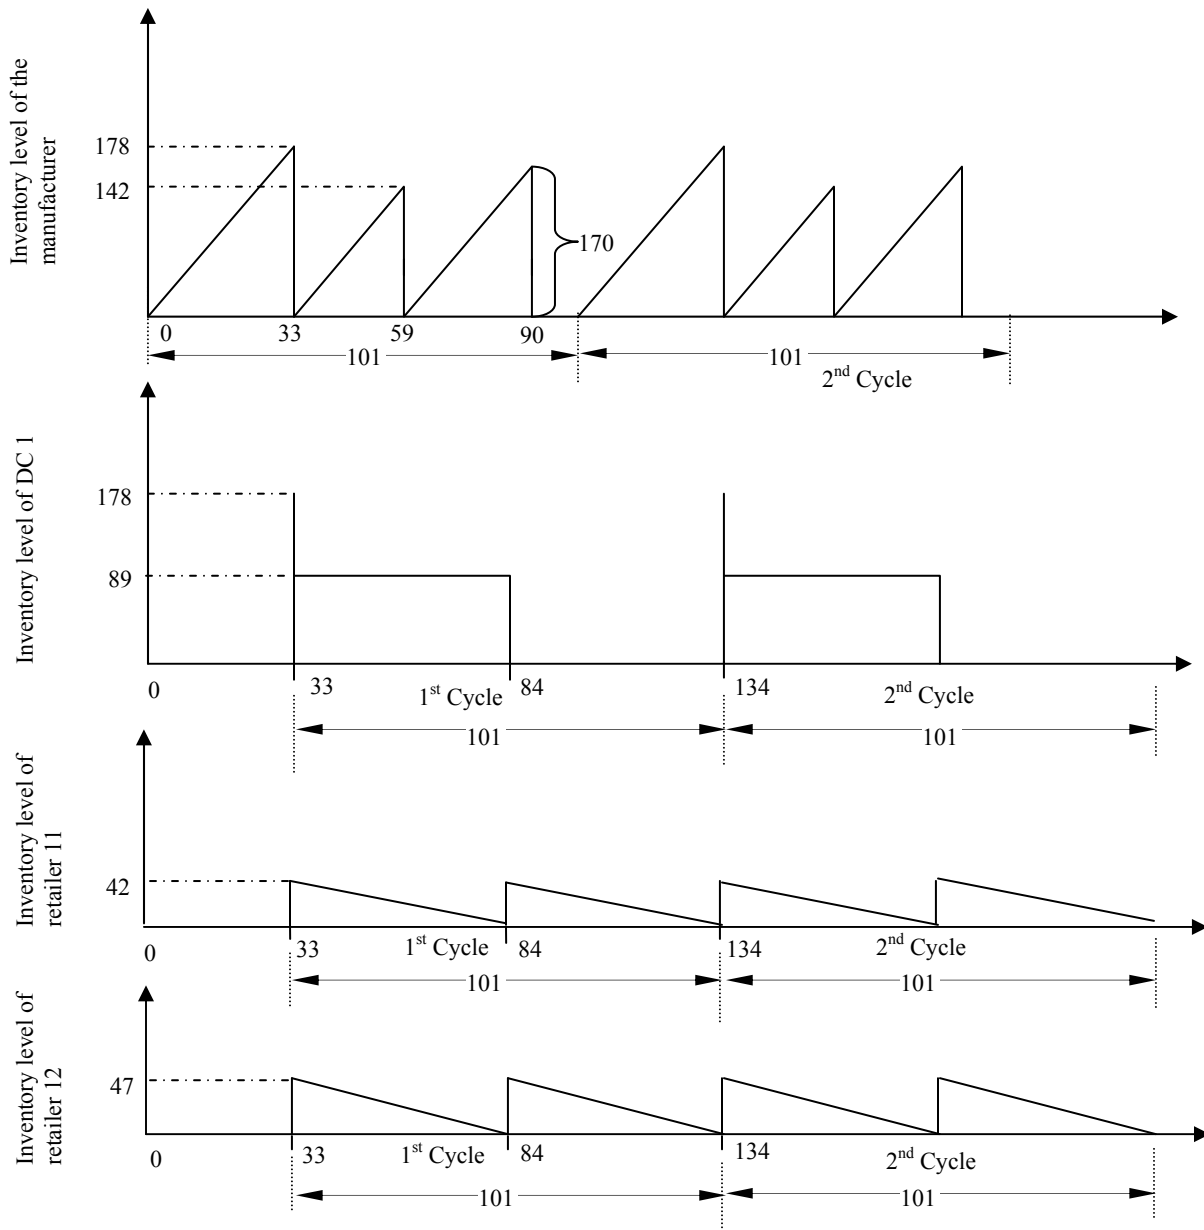 Inventory level of the
manufacturer
178
142
170
0 33 59 90
101 101
2nd Cycle
Inventory level of DC 1
178
89
0 33 1st Cycle 84 134 2nd Cycle
101 101
Inventory level of
retailer 11
42
0 33 1st Cycle 84 134 2nd Cycle
101 101
Inventory level of
retailer 12
47
0 33 1st Cycle 84 134 2nd Cycle
101 101